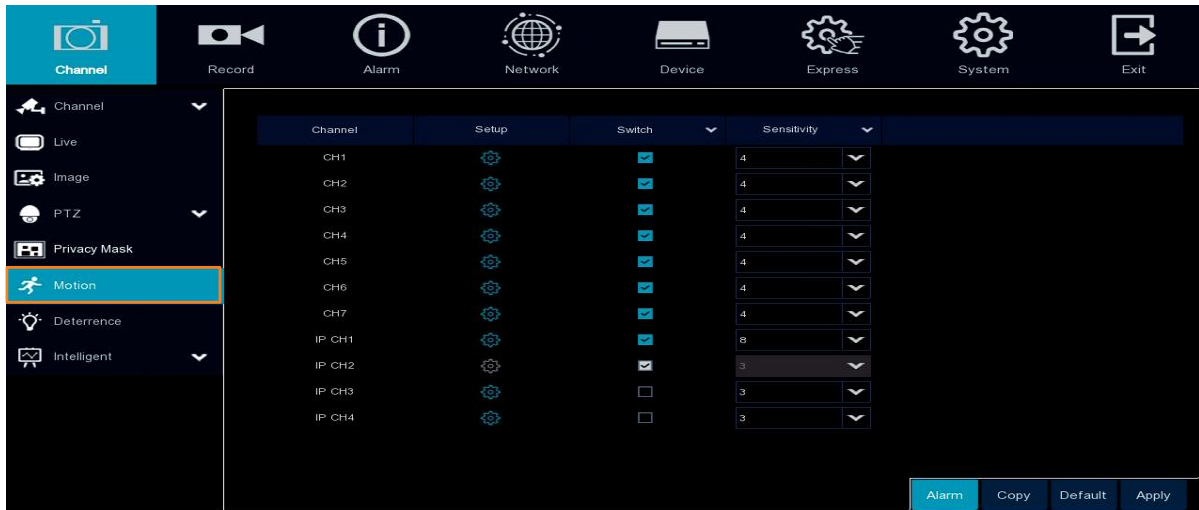 Channel Record Alarm Network Device Express System Exit
Channel
Live
Image
PTZ
Privacy Mask
Motion
Deterrence
Intelligent
Channel Setup Switch Sensitivity
CH1 4
CH2 4
CH3 4
CH4 4
CH5 4
CH6 4
CH7 4
IP CH1 8
IP CH2 3
IP CH3 3
IP CH4 3
Alarm Copy Default Apply